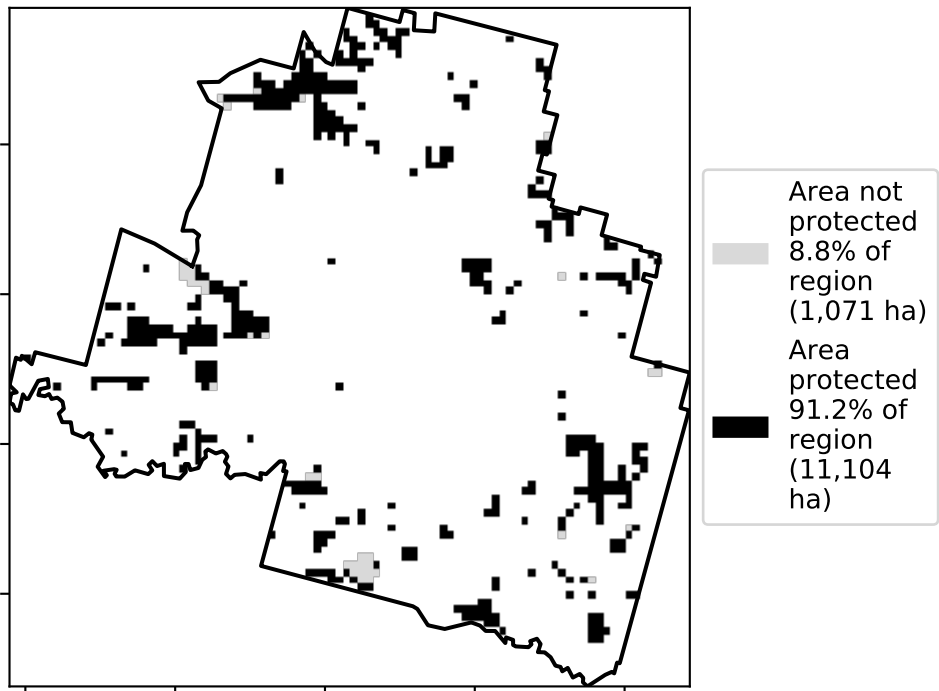 Area not
protected
8.8% of
region
(1,071 ha)
Area
protected
91.2% of
region
(11,104
ha)